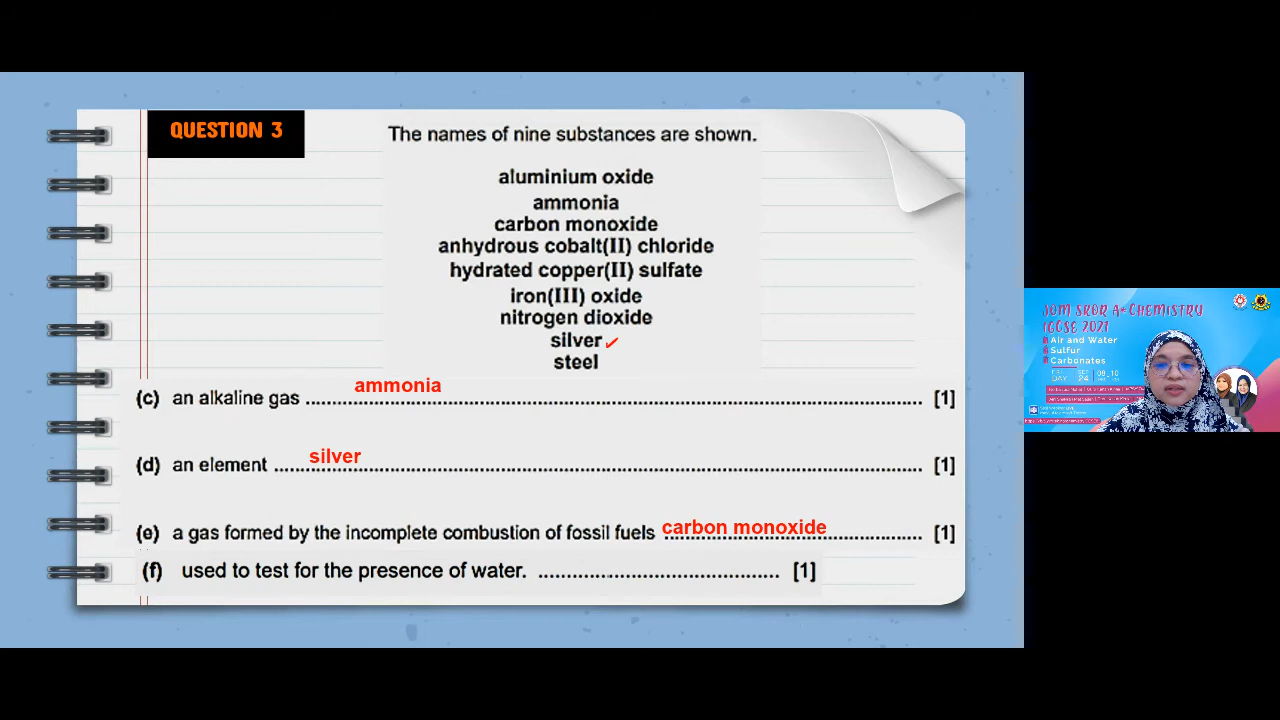 QUESTION 3
The names of nine substances are shown.
aluminium oxide
ammonia
carbon monoxide
anhydrous cobalt(II) chloride
hydrated copper(II) sulfate
iron(III) oxide
nitrogen dioxide
silver
steel
ammonia
(c) an alkaline gas ........................................ [1]
silver
(d) an element ........................................ [1]
carbon monoxide
(e) a gas formed by the incomplete combustion of fossil fuels ........................................ [1]
(f) used to test for the presence of water. ........................................ [1]
JOM SKOR A* CHEMISTRY
IGCSE 2021
Air and Water
Sulfur
Carbonates